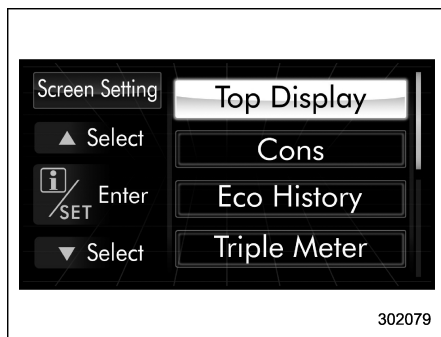 Screen Setting
Top Display
▲ Select
Cons
i/SET Enter
Eco History
▼ Select
Triple Meter
302079